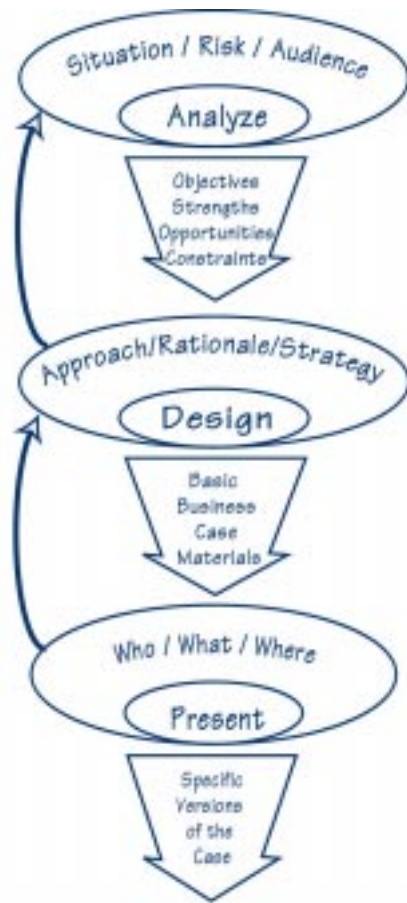 Situation / Risk / Audience
Analyze
Objectives
Strengths
Opportunities
Constraints
Approach/Rationale/Strategy
Design
Basic
Business
Case
Materials
Who / What / Where
Present
Specific
Versions
of the
Case